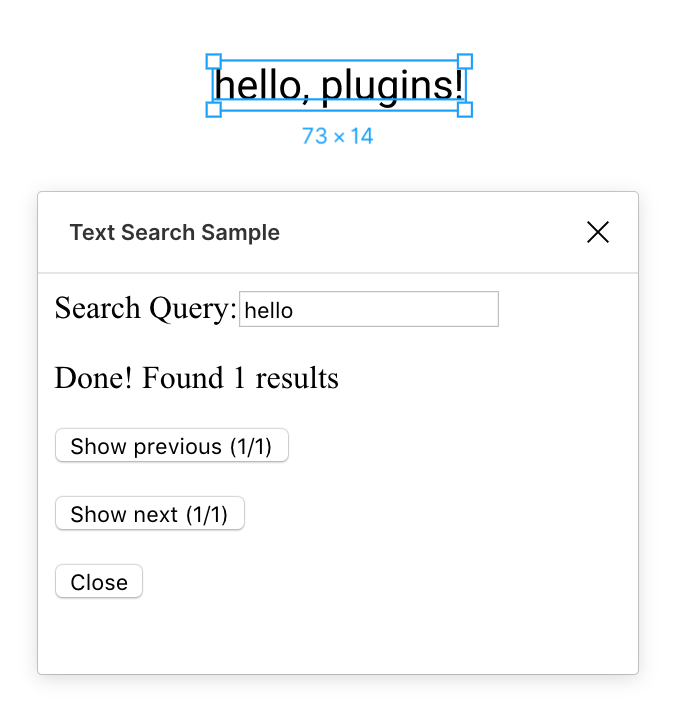 hello, plugins!
73 × 14
Text Search Sample
Search Query: hello
Done! Found 1 results
Show previous (1/1)
Show next (1/1)
Close